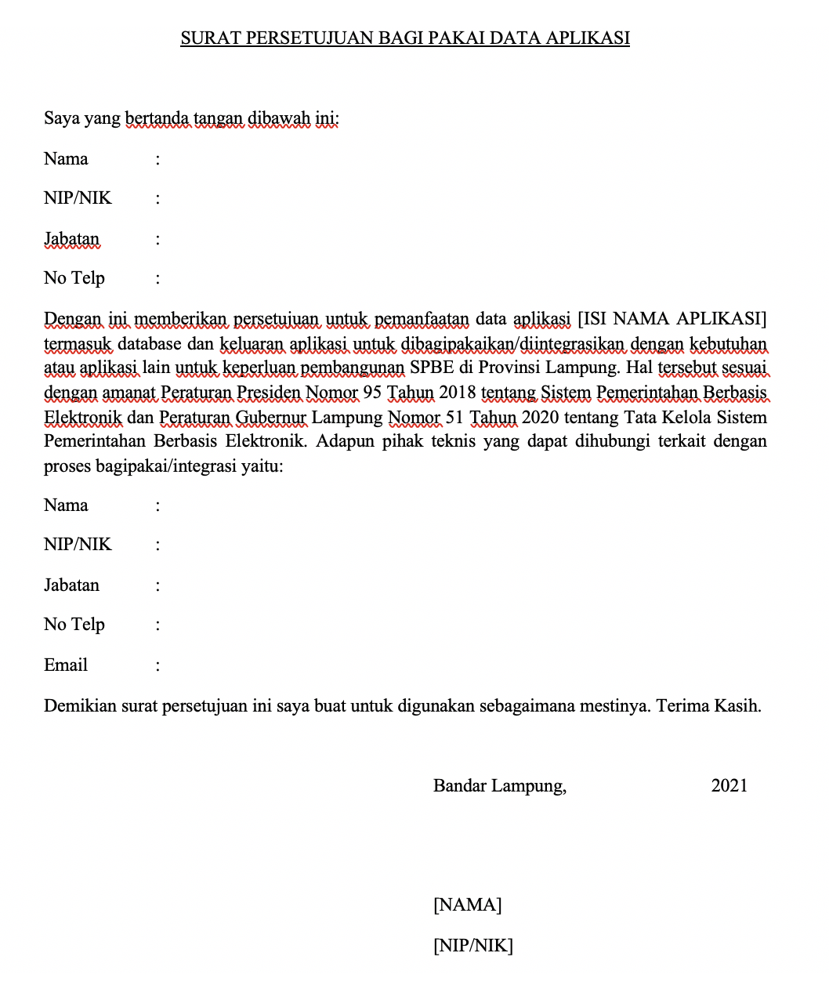 SURAT PERSETUJUAN BAGI PAKAI DATA APLIKASI
Saya yang bertanda tangan dibawah ini:
Nama :
NIP/NIK :
Jabatan :
No Telp :
Dengan ini memberikan persetujuan untuk pemanfaatan data aplikasi [ISI NAMA APLIKASI]
termasuk database dan keluaran aplikasi untuk dibagipakaikan/diintegrasikan dengan kebutuhan
atau aplikasi lain untuk keperluan pembangunan SPBE di Provinsi Lampung. Hal tersebut sesuai
dengan amanat Peraturan Presiden Nomor 95 Tahun 2018 tentang Sistem Pemerintahan Berbasis
Elektronik dan Peraturan Gubernur Lampung Nomor 51 Tahun 2020 tentang Tata Kelola Sistem
Pemerintahan Berbasis Elektronik. Adapun pihak teknis yang dapat dihubungi terkait dengan
proses bagipakai/integrasi yaitu:
Nama :
NIP/NIK :
Jabatan :
No Telp :
Email :
Demikian surat persetujuan ini saya buat untuk digunakan sebagaimana mestinya. Terima Kasih.
Bandar Lampung, 2021
[NAMA]
[NIP/NIK]